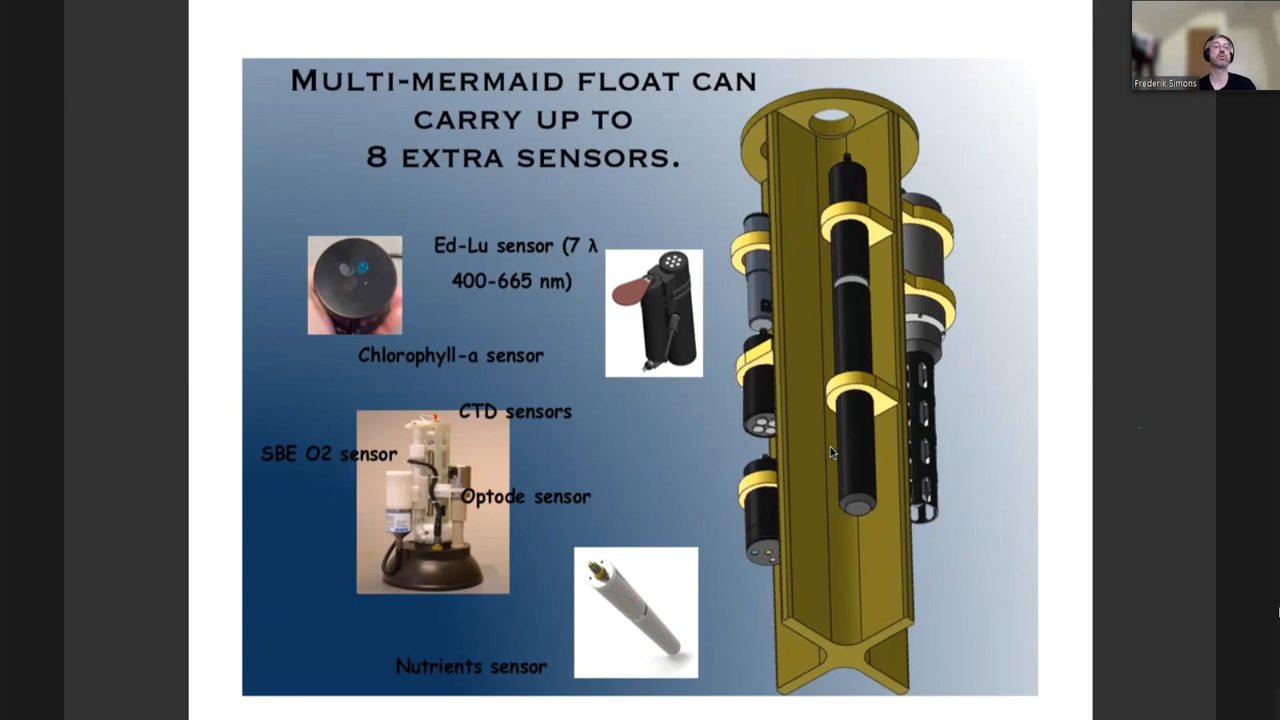 MULTI-MERMAID FLOAT CAN
CARRY UP TO
8 EXTRA SENSORS.
Ed-Lu sensor (7 λ
400-665 nm)
Chlorophyll-a sensor
CTD sensors
SBE O2 sensor
Optode sensor
Nutrients sensor
Frederik Simons